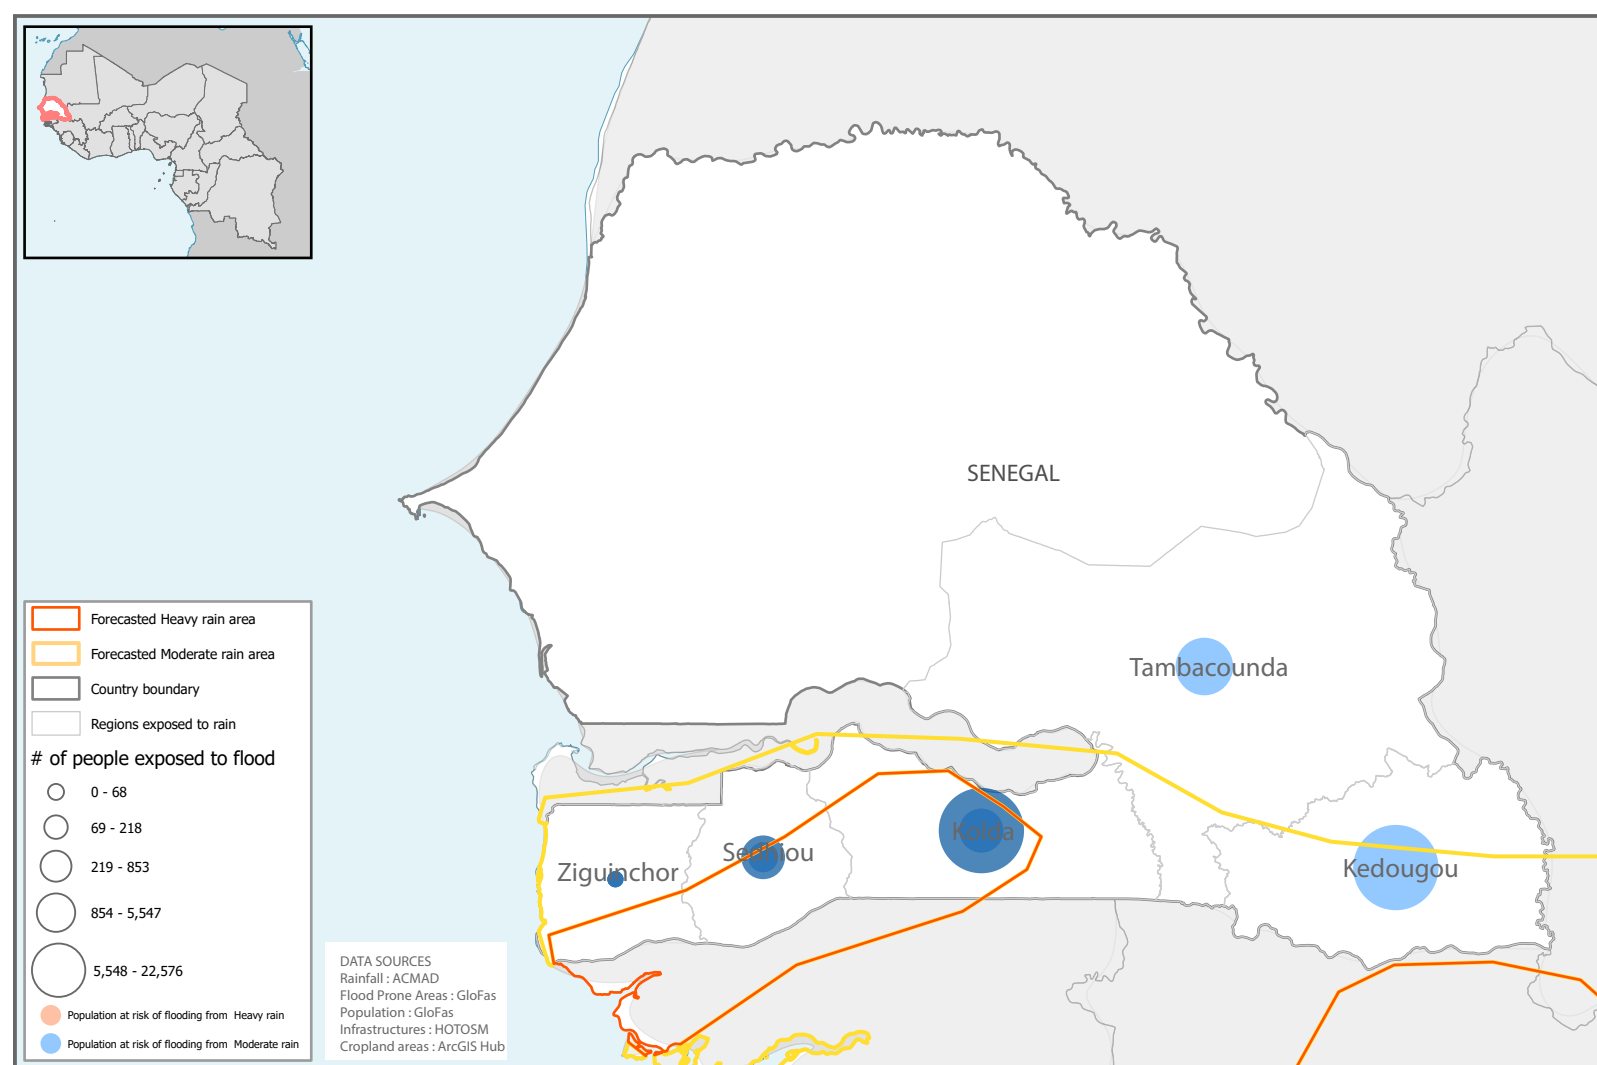 SENEGAL
Tambacounda
Kolda
Sedhiou
Ziguinchor
Kedougou
Forecasted Heavy rain area
Forecasted Moderate rain area
Country boundary
Regions exposed to rain
# of people exposed to flood
0 - 68
69 - 218
219 - 853
854 - 5,547
5,548 - 22,576
Population at risk of flooding from Heavy rain
Population at risk of flooding from Moderate rain
DATA SOURCES
Rainfall : ACMAD
Flood Prone Areas : GloFas
Population : GloFas
Infrastructures : HOTOSM
Cropland areas : ArcGIS Hub